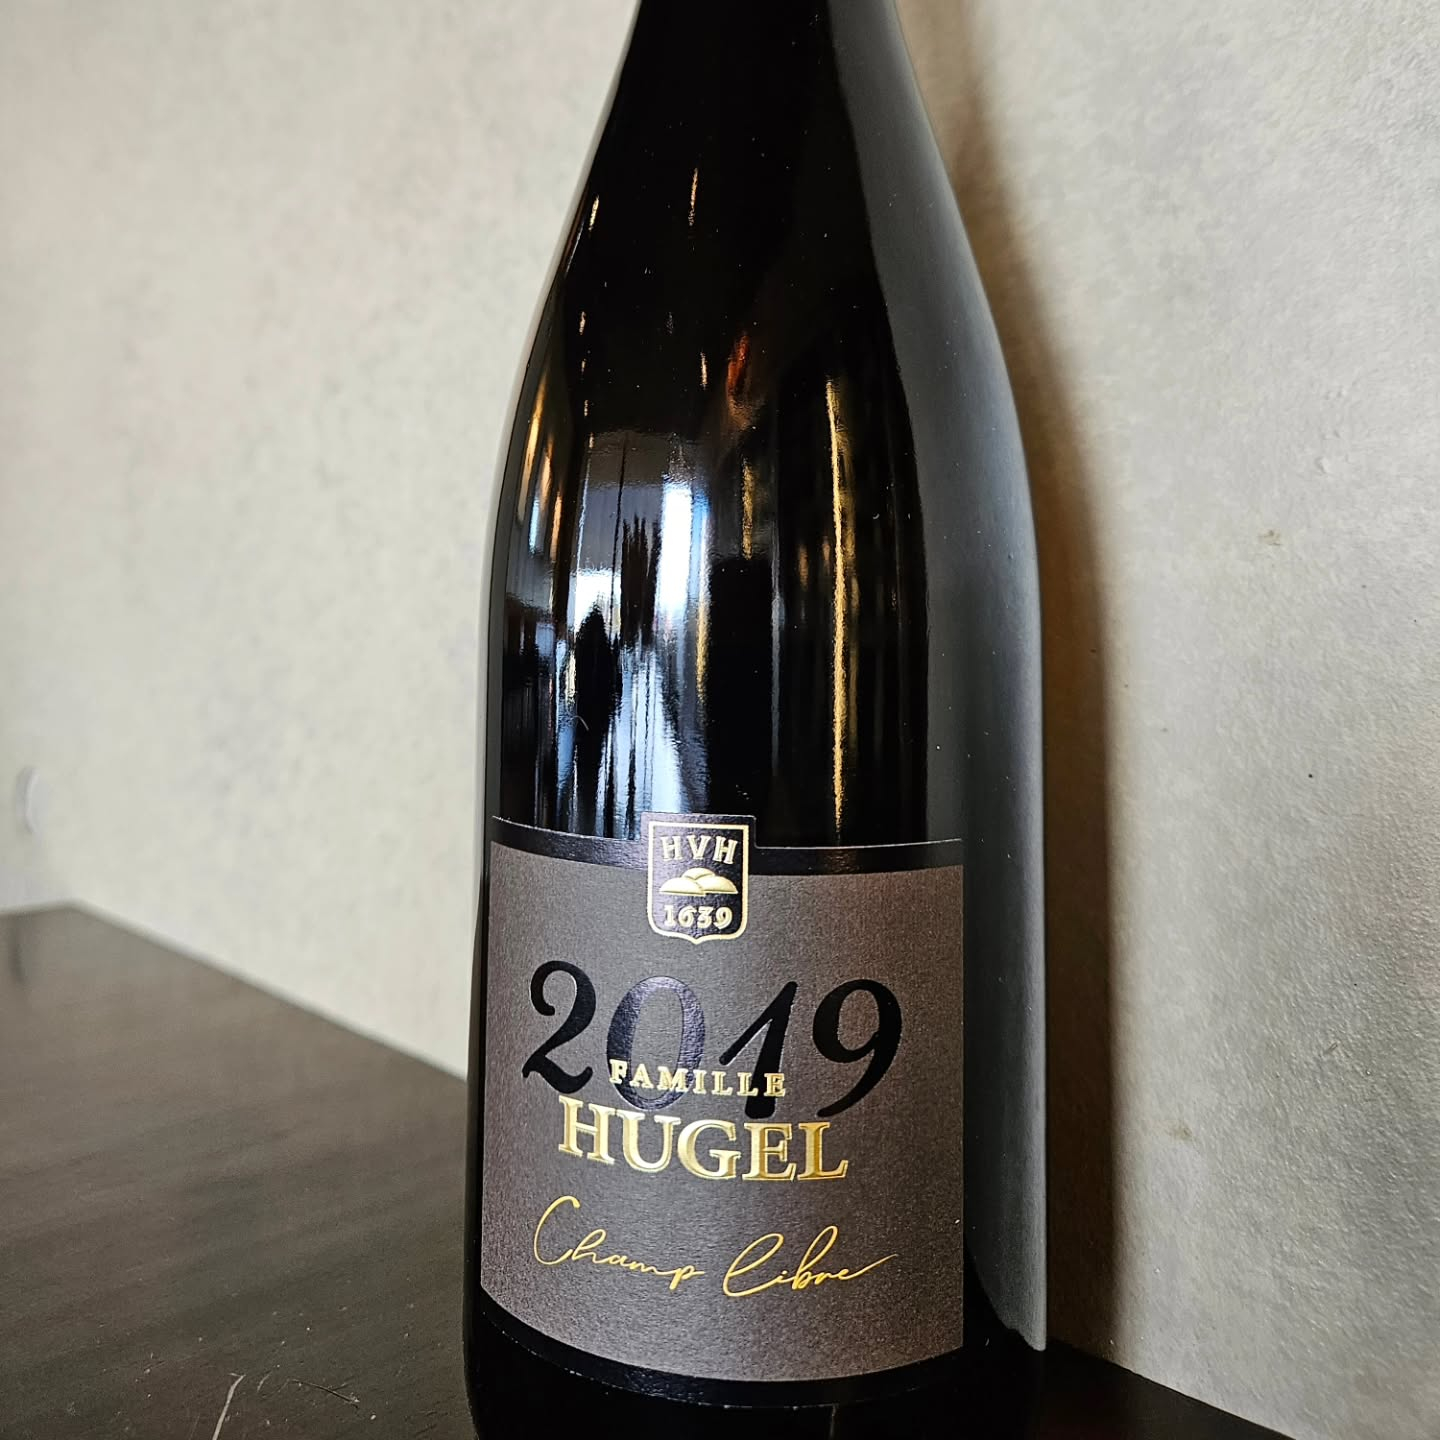 HVH
1639
2019
FAMILLE
HUGEL
Champ Libre